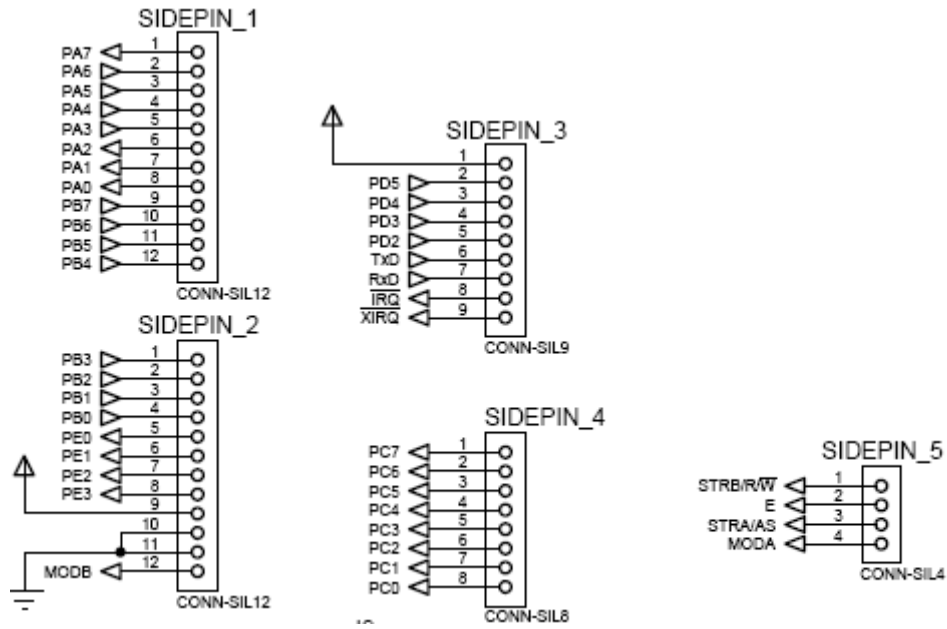 SIDEPIN_1
PA7 1
PA6 2
PA5 3
PA4 4
PA3 5
PA2 6
PA1 7
PA0 8
PB7 9
PB6 10
PB5 11
PB4 12
CONN-SIL12
SIDEPIN_2
PB3 1
PB2 2
PB1 3
PB0 4
PE0 5
PE1 6
PE2 7
PE3 8
9
10
11
MODB 12
CONN-SIL12
SIDEPIN_3
1
PD5 2
PD4 3
PD3 4
PD2 5
TxD 6
RxD 7
I̅R̅Q̅ 8
X̅I̅R̅Q̅ 9
CONN-SIL9
SIDEPIN_4
PC7 1
PC6 2
PC5 3
PC4 4
PC3 5
PC2 6
PC1 7
PC0 8
CONN-SIL8
SIDEPIN_5
STRB/R/W̅ 1
E 2
STRA/AS 3
MODA 4
CONN-SIL4